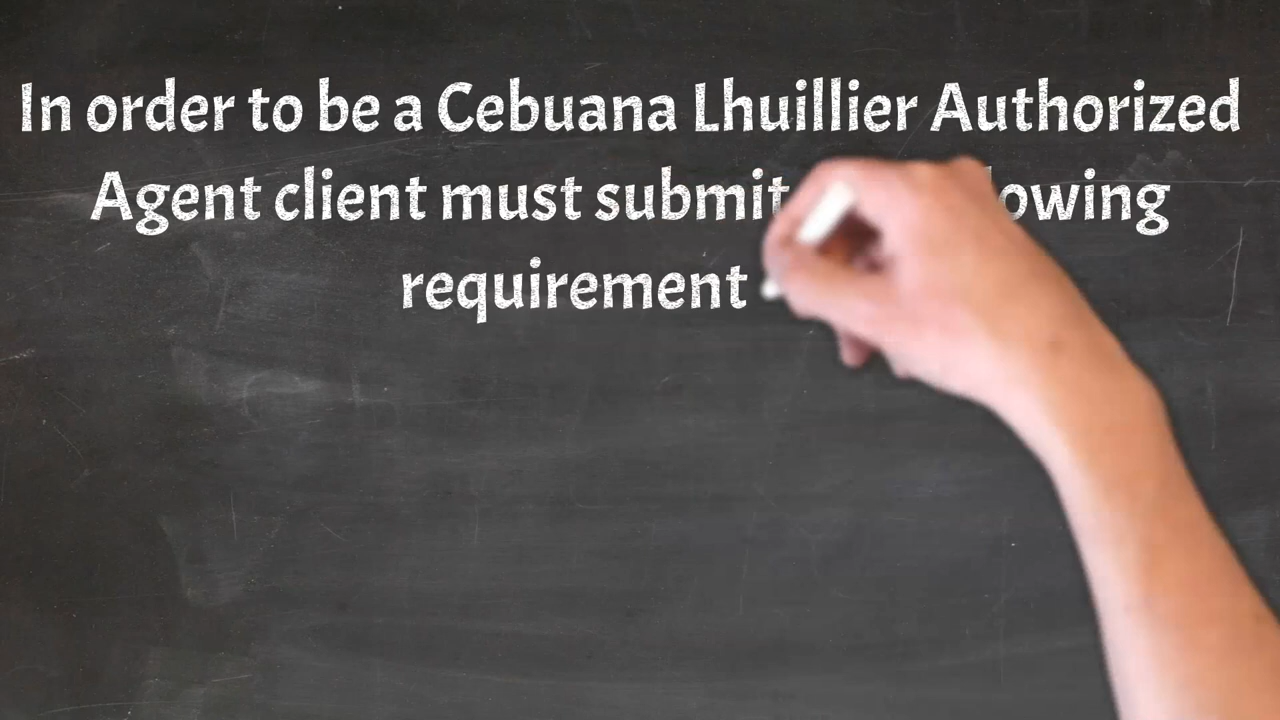 In order to be a Cebuana Lhuillier Authorized
Agent client must submit
requirement